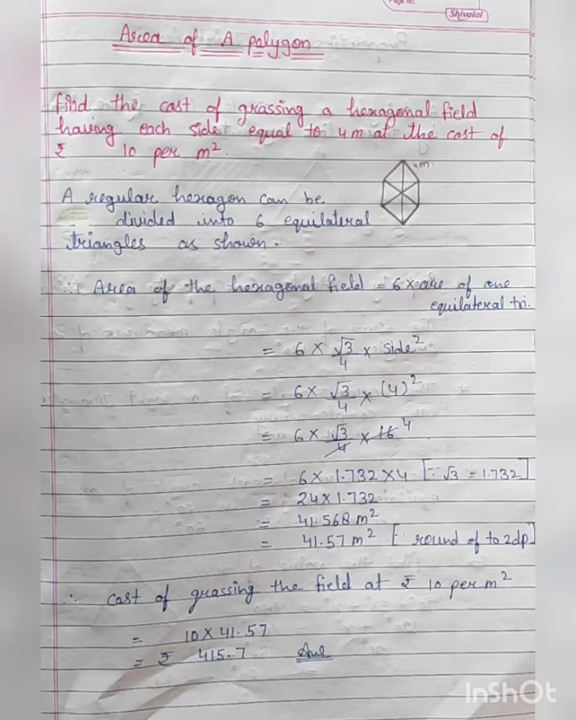 Page No.
Shivalal
Area of A polygon
Find the cost of grassing a hexagonal field
having each side equal to 4 m at the cost of
₹ 10 per m²
A regular hexagon can be
divided into 6 equilateral
triangles as shown.
∴ Area of the hexagonal field = 6 × are of one
equilateral tri.
= 6 × √3/4 × side²
= 6 × √3/4 × (4)²
= 6 × √3/4 × 16 4
= 6 × 1.732 × 4 [∵ √3 = 1.732]
= 24 × 1.732
= 41.568 m²
= 41.57 m² [∵ round of to 2dp]
∴ cost of grassing the field at ₹ 10 per m²
= 10 × 41.57
= ₹ 415.7 Ans
InShOt